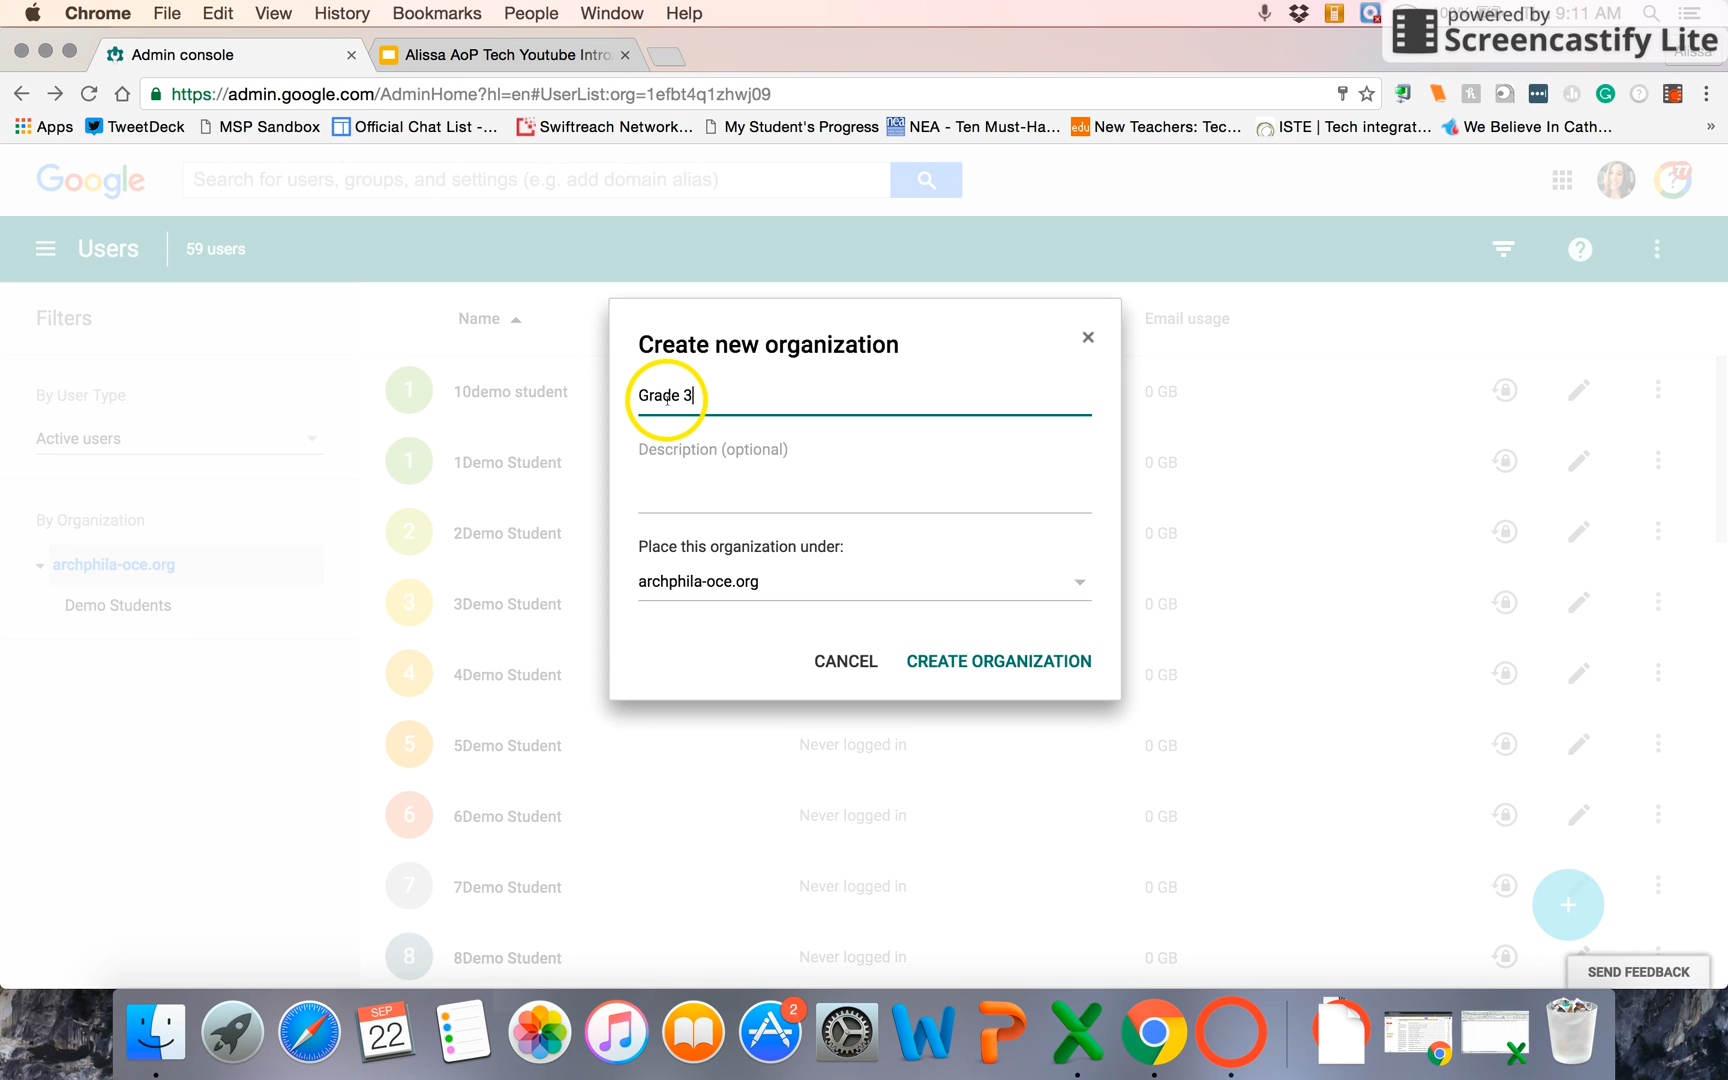 Chrome File Edit View History Bookmarks People Window Help 9:11 AM
powered by
Screencastify Lite
Admin console Alissa AoP Tech Youtube Intro Alissa
https://admin.google.com/AdminHome?hl=en#UserList:org=1efbt4q1zhwj09
Apps TweetDeck MSP Sandbox Official Chat List -... Swiftreach Network... My Student's Progress NEA - Ten Must-Ha... New Teachers: Tec... ISTE | Tech integrat... We Believe In Cath... »
Google Search for users, groups, and settings (e.g. add domain alias)
Users 59 users
Filters
By User Type
Active users
By Organization
archphila-oce.org
Demo Students
Name Email usage
1 10demo student 0 GB
1 1Demo Student 0 GB
2 2Demo Student 0 GB
3 3Demo Student 0 GB
4 4Demo Student 0 GB
5 5Demo Student Never logged in 0 GB
6 6Demo Student Never logged in 0 GB
7 7Demo Student Never logged in 0 GB
8 8Demo Student Never logged in 0 GB
Create new organization
Grade 3
Description (optional)
Place this organization under:
archphila-oce.org
CANCEL CREATE ORGANIZATION
SEND FEEDBACK
SEP
22
2